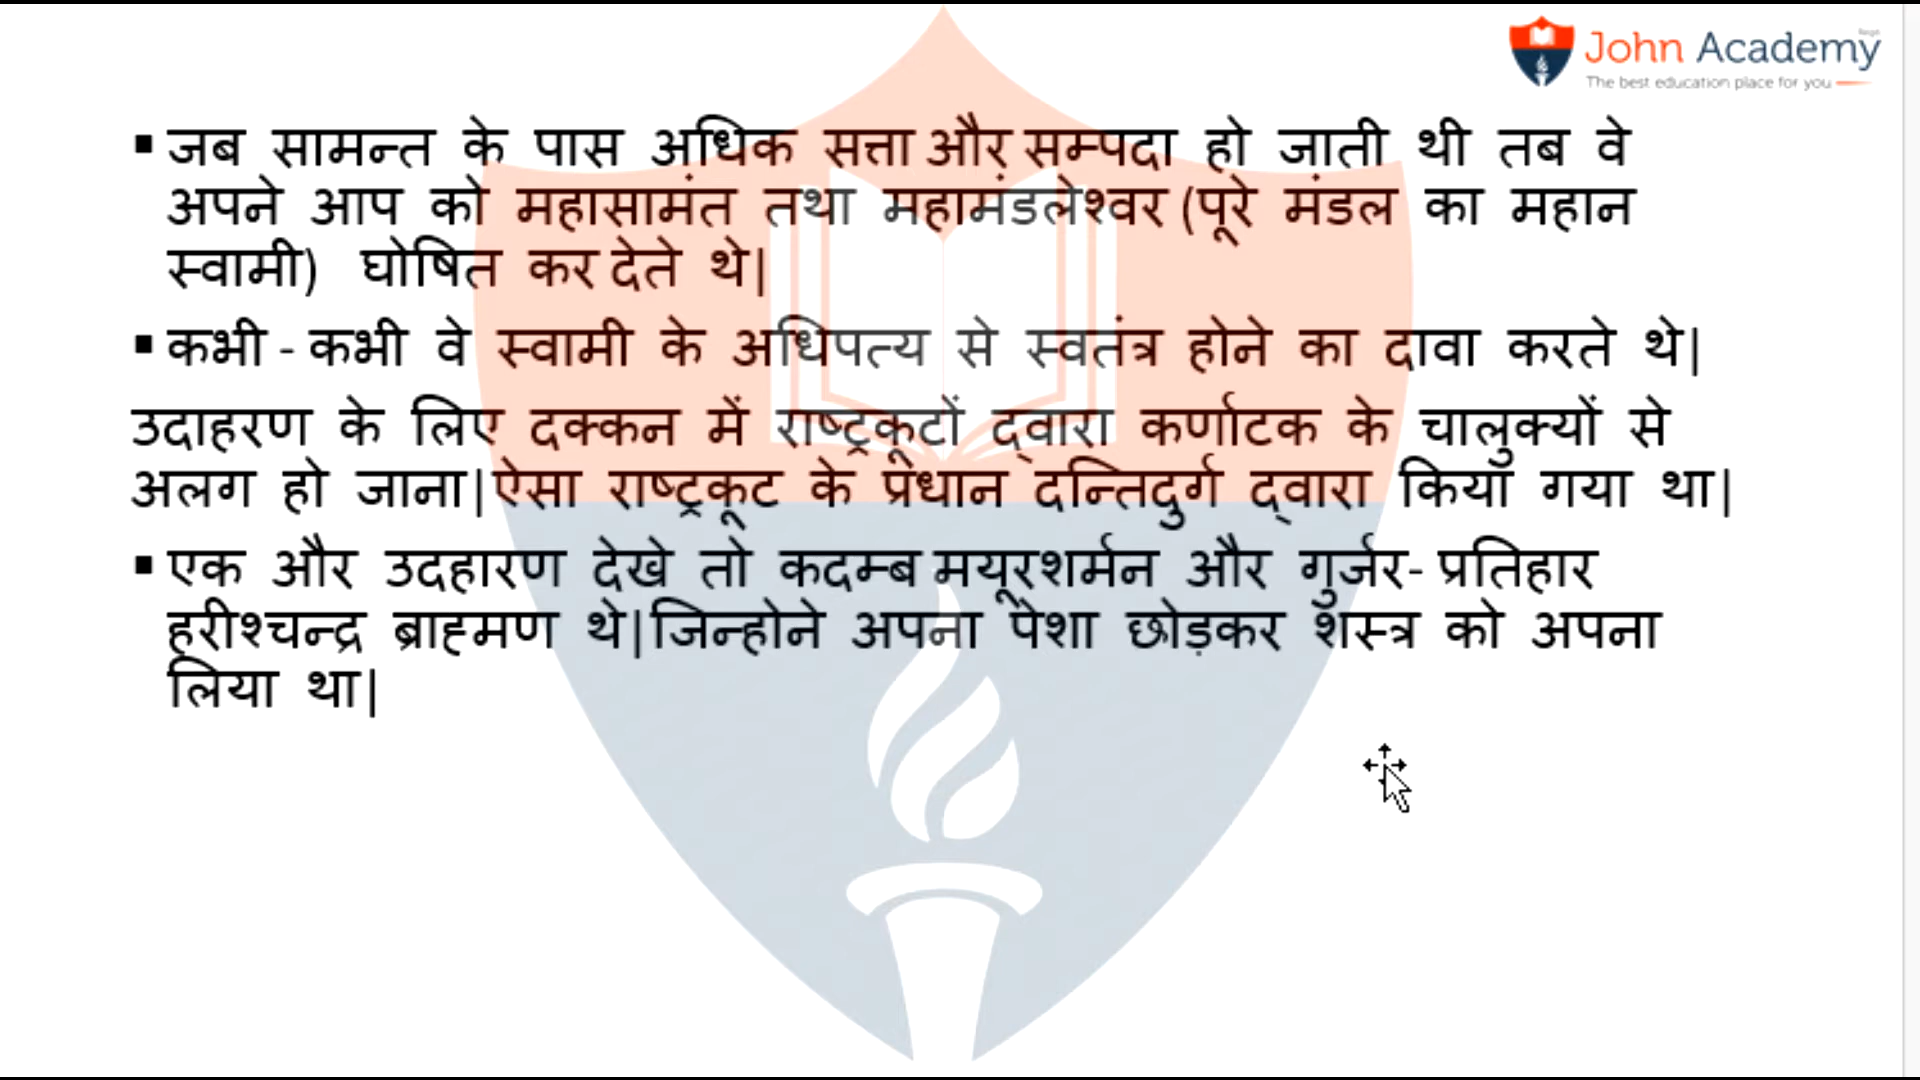 John Academy
The best education place for you
▪ जब सामन्त के पास अधिक सत्ता और सम्पदा हो जाती थी तब वे
अपने आप को महासामंत तथा महामंडलेश्वर (पूरे मंडल का महान
स्वामी) घोषित कर देते थे|
▪ कभी - कभी वे स्वामी के अधिपत्य से स्वतंत्र होने का दावा करते थे|
उदाहरण के लिए दक्कन में राष्ट्रकूटों द्वारा कर्णाटक के चालुक्यों से
अलग हो जाना|ऐसा राष्ट्रकूट के प्रधान दन्तिदुर्ग द्वारा किया गया था|
▪ एक और उदहारण देखे तो कदम्ब मयूरशर्मन और गुर्जर- प्रतिहार
हरीश्चन्द्र ब्राह्मण थे|जिन्होने अपना पेशा छोड़कर शस्त्र को अपना
लिया था|